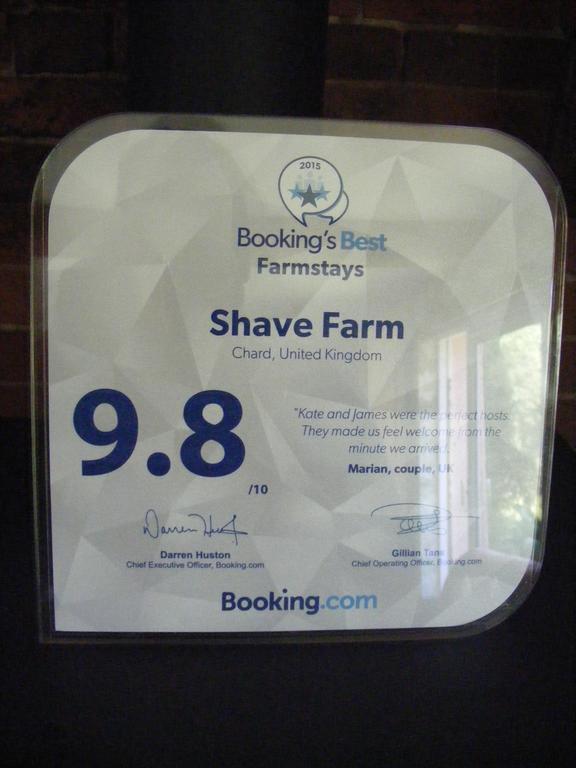 2015
Booking's Best
Farmstays
Shave Farm
Chard, United Kingdom
9.8
/10
"Kate and James were the perfect hosts.
They made us feel welcome from the
minute we arrived.
Marian, couple, UK
Darren Huston
Chief Executive Officer, Booking.com
Gillian Tans
Chief Operating Officer, Booking.com
Booking.com